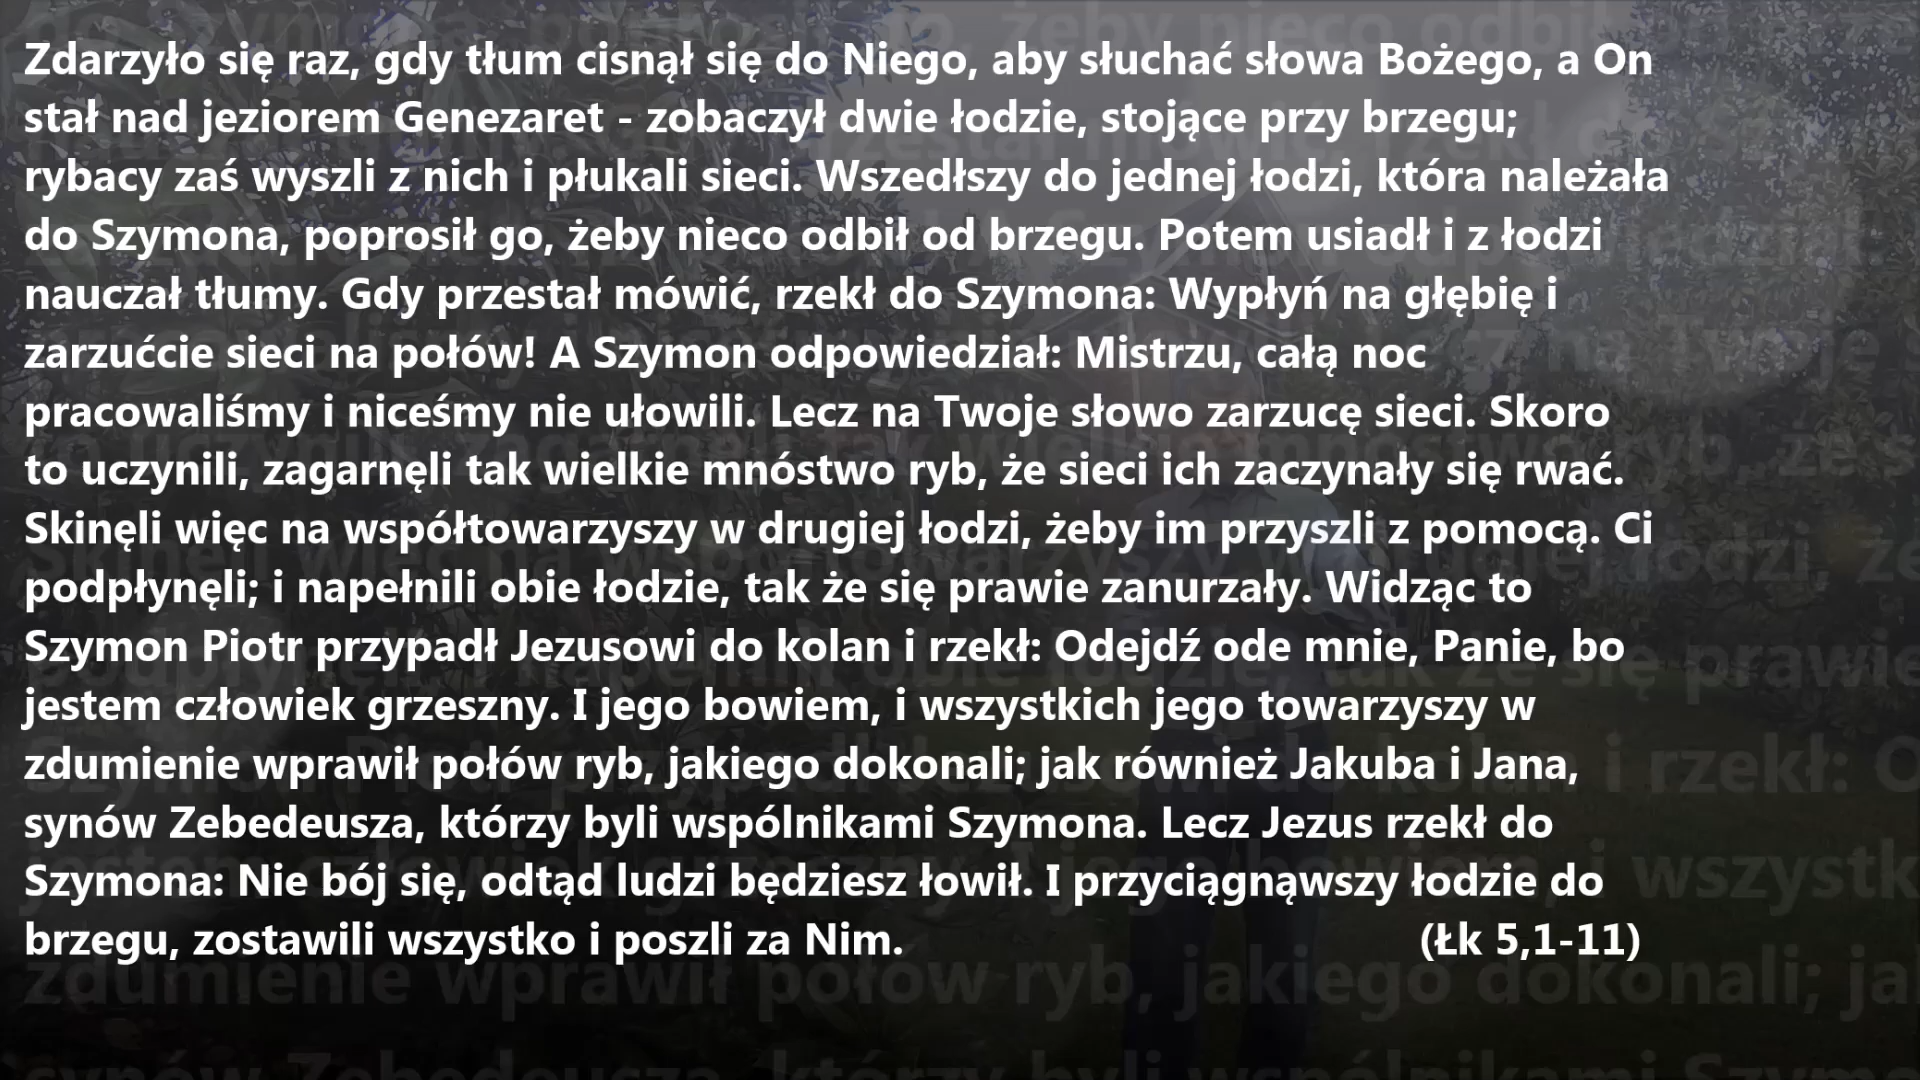 Zdarzyło się raz, gdy tłum cisnął się do Niego, aby słuchać słowa Bożego, a On
stał nad jeziorem Genezaret - zobaczył dwie łodzie, stojące przy brzegu;
rybacy zaś wyszli z nich i płukali sieci. Wszedłszy do jednej łodzi, która należała
do Szymona, poprosił go, żeby nieco odbił od brzegu. Potem usiadł i z łodzi
nauczał tłumy. Gdy przestał mówić, rzekł do Szymona: Wypłyń na głębię i
zarzućcie sieci na połów! A Szymon odpowiedział: Mistrzu, całą noc
pracowaliśmy i niceśmy nie ułowili. Lecz na Twoje słowo zarzucę sieci. Skoro
to uczynili, zagarnęli tak wielkie mnóstwo ryb, że sieci ich zaczynały się rwać.
Skinęli więc na współtowarzyszy w drugiej łodzi, żeby im przyszli z pomocą. Ci
podpłynęli; i napełnili obie łodzie, tak że się prawie zanurzały. Widząc to
Szymon Piotr przypadł Jezusowi do kolan i rzekł: Odejdź ode mnie, Panie, bo
jestem człowiek grzeszny. I jego bowiem, i wszystkich jego towarzyszy w
zdumienie wprawił połów ryb, jakiego dokonali; jak również Jakuba i Jana,
synów Zebedeusza, którzy byli wspólnikami Szymona. Lecz Jezus rzekł do
Szymona: Nie bój się, odtąd ludzi będziesz łowił. I przyciągnąwszy łodzie do
brzegu, zostawili wszystko i poszli za Nim. (Łk 5,1-11)